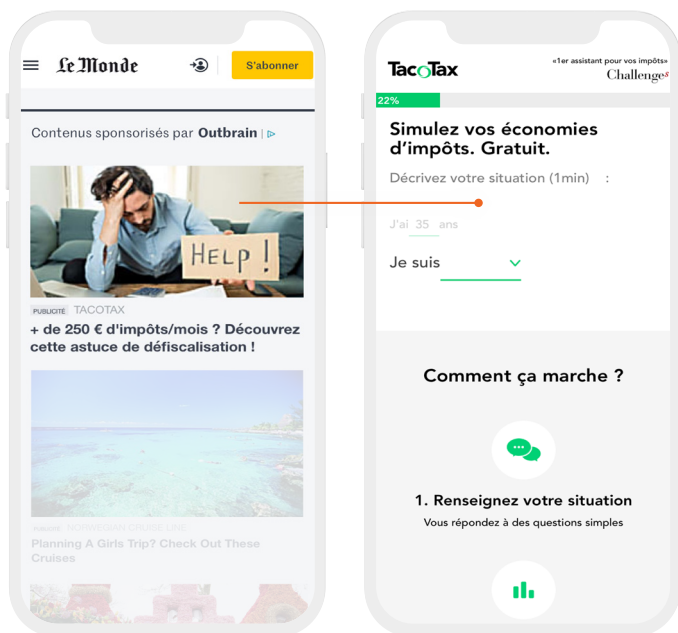 Le Monde
S'abonner
Contenus sponsorisés par Outbrain |
HELP !
PUBLICITÉ TACOTAX
+ de 250 € d'impôts/mois ? Découvrez
cette astuce de défiscalisation !
PUBLICITÉ NORWEGIAN CRUISE LINE
Planning A Girls Trip? Check Out These
Cruises
TacoTax
«1er assistant pour vos impôts»
Challenges
22%
Simulez vos économies
d'impôts. Gratuit.
Décrivez votre situation (1min) :
J'ai 35 ans
Je suis
Comment ça marche ?
1. Renseignez votre situation
Vous répondez à des questions simples